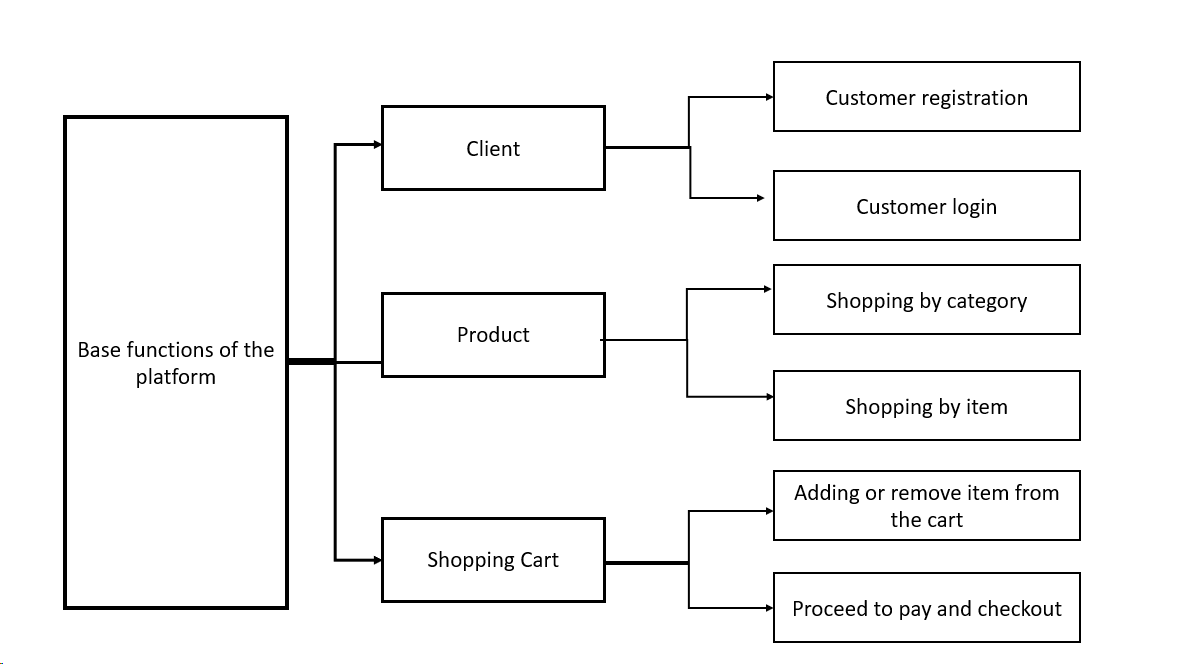 Base functions of the
platform
Client
Customer registration
Customer login
Product
Shopping by category
Shopping by item
Shopping Cart
Adding or remove item from
the cart
Proceed to pay and checkout